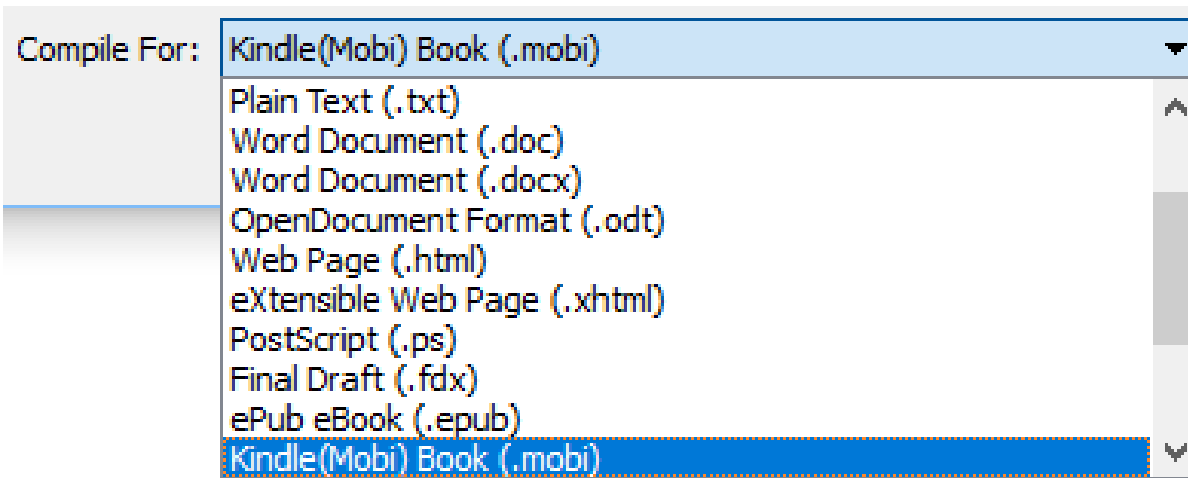 Compile For: Kindle(Mobi) Book (.mobi)
Plain Text (.txt)
Word Document (.doc)
Word Document (.docx)
OpenDocument Format (.odt)
Web Page (.html)
eXtensible Web Page (.xhtml)
PostScript (.ps)
Final Draft (.fdx)
ePub eBook (.epub)
Kindle(Mobi) Book (.mobi)